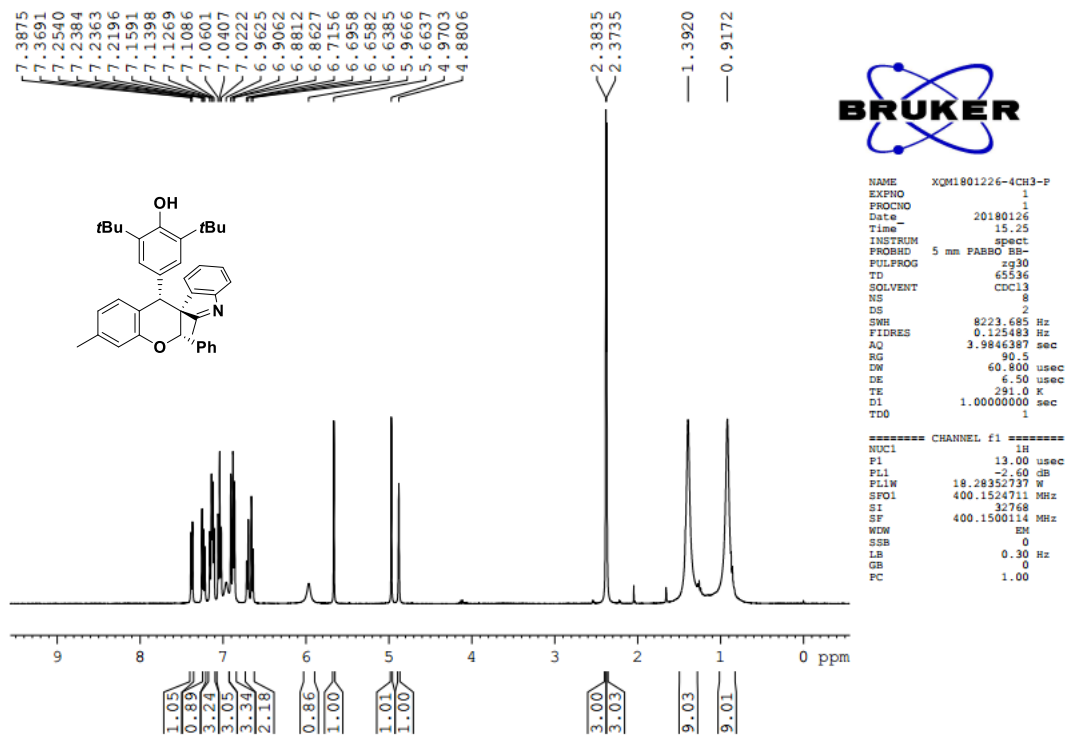 7.3875
7.3691
7.2540
7.2384
7.2363
7.2196
7.1591
7.1398
7.1269
7.1086
7.0601
7.0407
7.0222
6.9625
6.9062
6.8812
6.8627
6.7156
6.6958
6.6582
6.6385
5.9666
5.6637
4.9703
4.8806
2.3835
2.3735
1.3920
0.9172
BRUKER
OH
tBu tBu
N
O Ph
NAME XQM1801226-4CH3-P
EXPNO 1
PROCNO 1
Date_ 20180126
Time 15.25
INSTRUM spect
PROBHD 5 mm PABBO BB-
PULPROG zg30
TD 65536
SOLVENT CDCl3
NS 8
DS 2
SWH 8223.685 Hz
FIDRES 0.125483 Hz
AQ 3.9846387 sec
RG 90.5
DW 60.800 usec
DE 6.50 usec
TE 291.0 K
D1 1.00000000 sec
TD0 1
======== CHANNEL f1 ========
NUC1 1H
P1 13.00 usec
PL1 -2.60 dB
PL1W 18.28352737 W
SFO1 400.1524711 MHz
SI 32768
SF 400.1500114 MHz
WDW EM
SSB 0
LB 0.30 Hz
GB 0
PC 1.00
9 8 7 6 5 4 3 2 1 0 ppm
1.05
0.89
3.24
3.05
3.34
2.18
0.86
1.00
1.01
1.00
3.00
3.03
9.03
9.01